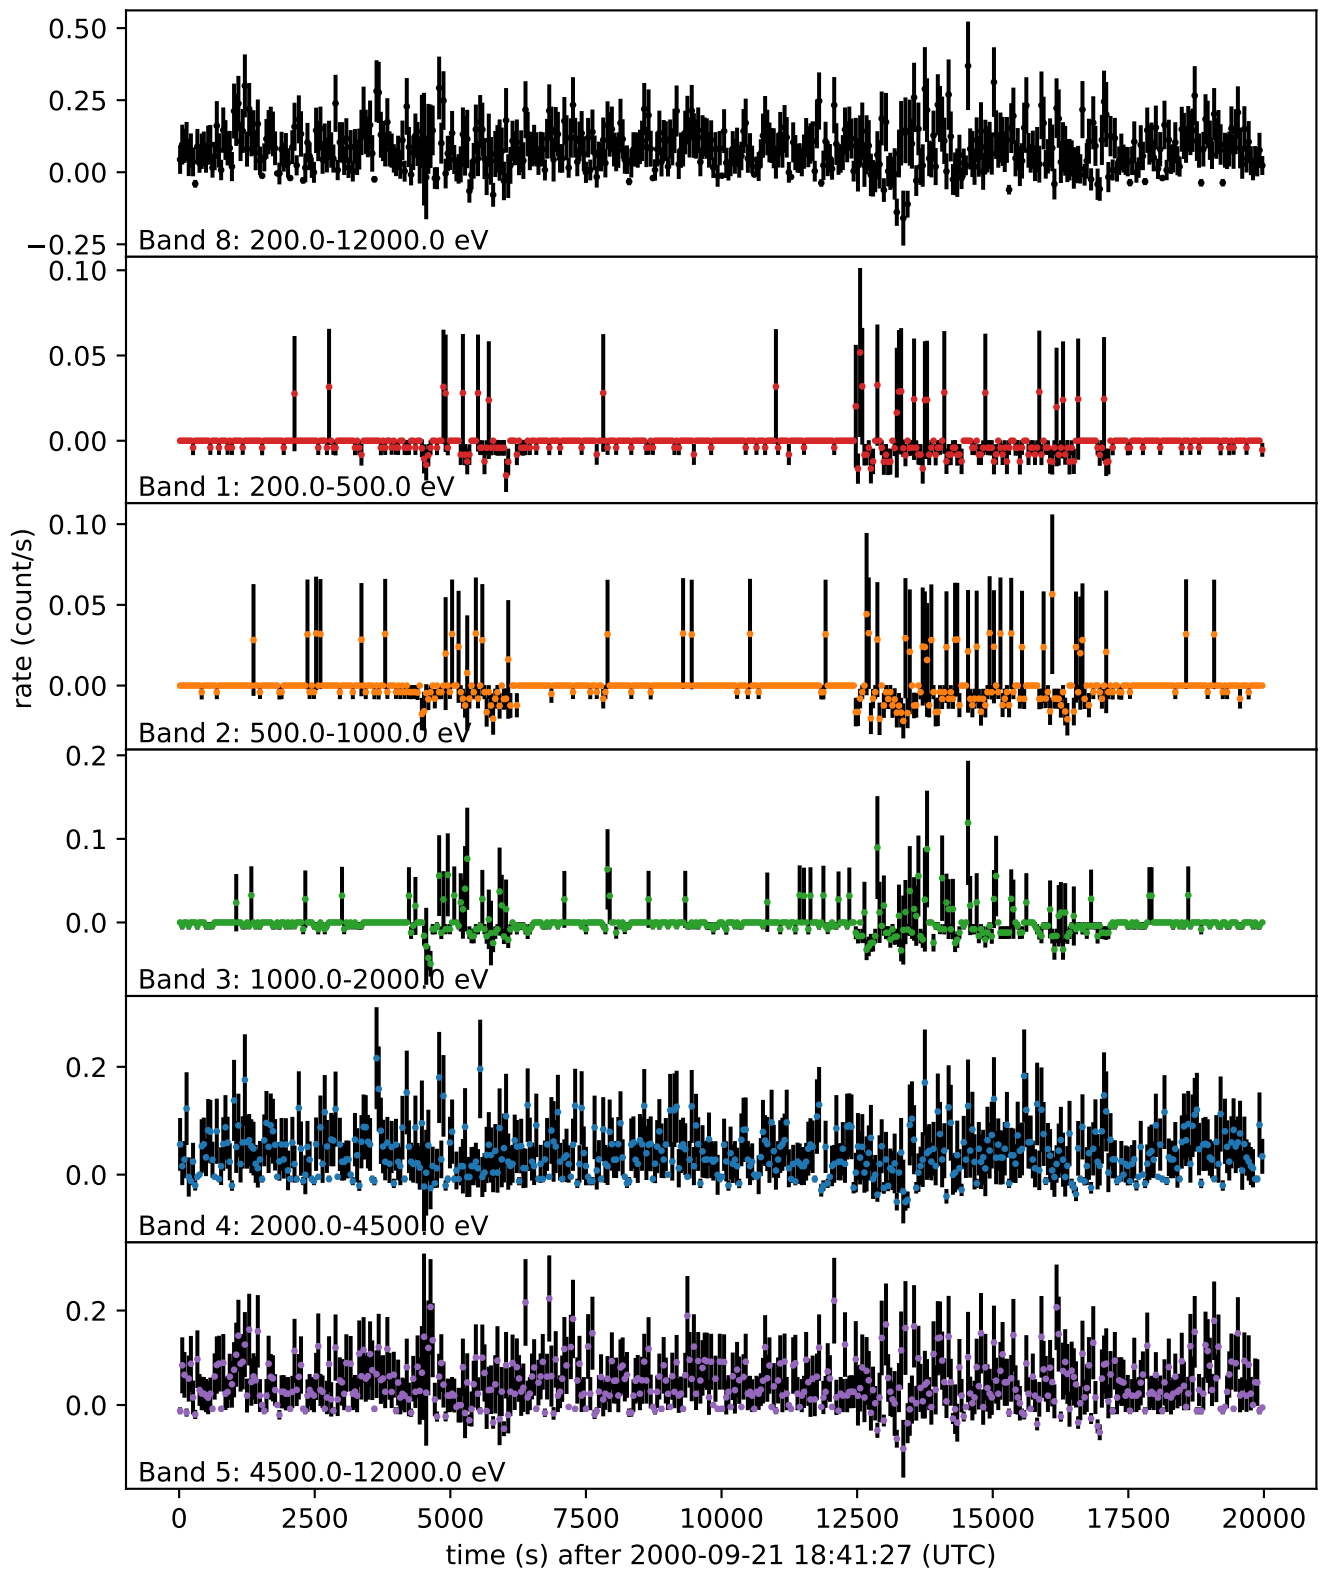 0.50
0.25
0.00
−0.25
Band 8: 200.0-12000.0 eV
0.10
0.05
0.00
Band 1: 200.0-500.0 eV
0.10
0.05
0.00
Band 2: 500.0-1000.0 eV
rate (count/s)
0.2
0.1
0.0
Band 3: 1000.0-2000.0 eV
0.2
0.0
Band 4: 2000.0-4500.0 eV
0.2
0.0
Band 5: 4500.0-12000.0 eV
0 2500 5000 7500 10000 12500 15000 17500 20000
time (s) after 2000-09-21 18:41:27 (UTC)